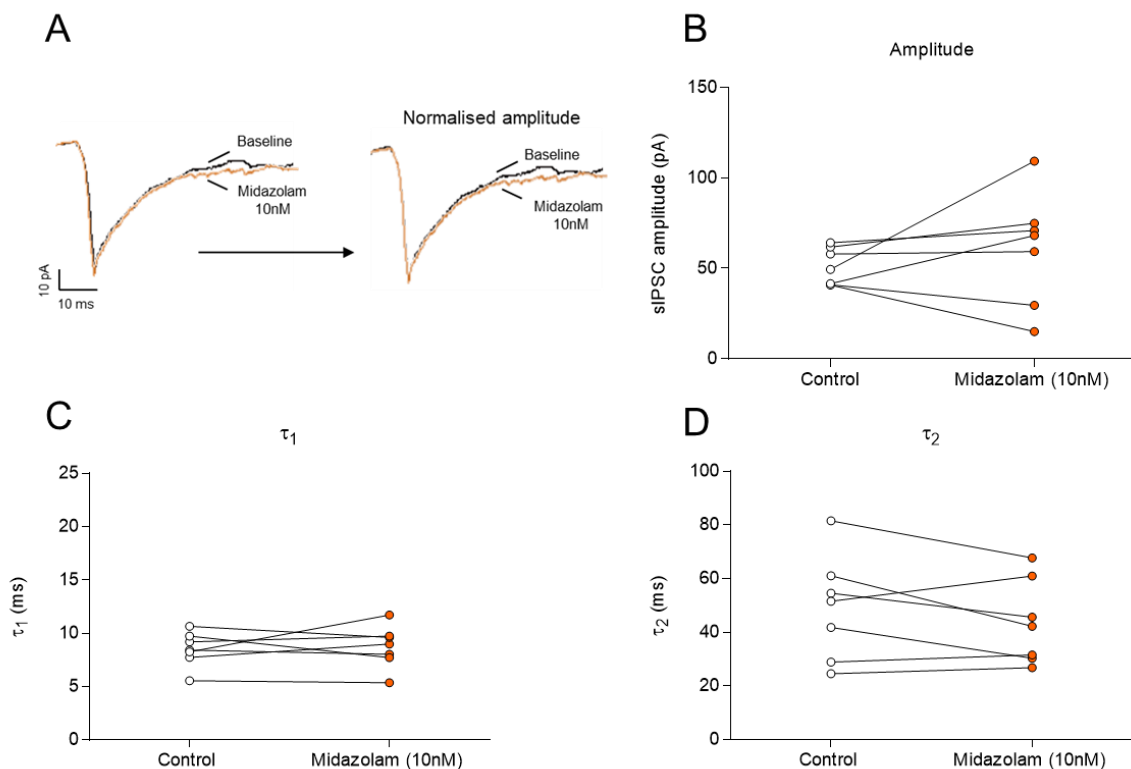 A
Baseline
Midazolam
10nM
10 pA
10 ms
Normalised amplitude
Baseline
Midazolam
10nM
B
Amplitude
sIPSC amplitude (pA)
150
100
50
0
Control
Midazolam (10nM)
C
τ1
τ1 (ms)
25
20
15
10
5
0
Control
Midazolam (10nM)
D
τ2
τ2 (ms)
100
80
60
40
20
0
Control
Midazolam (10nM)